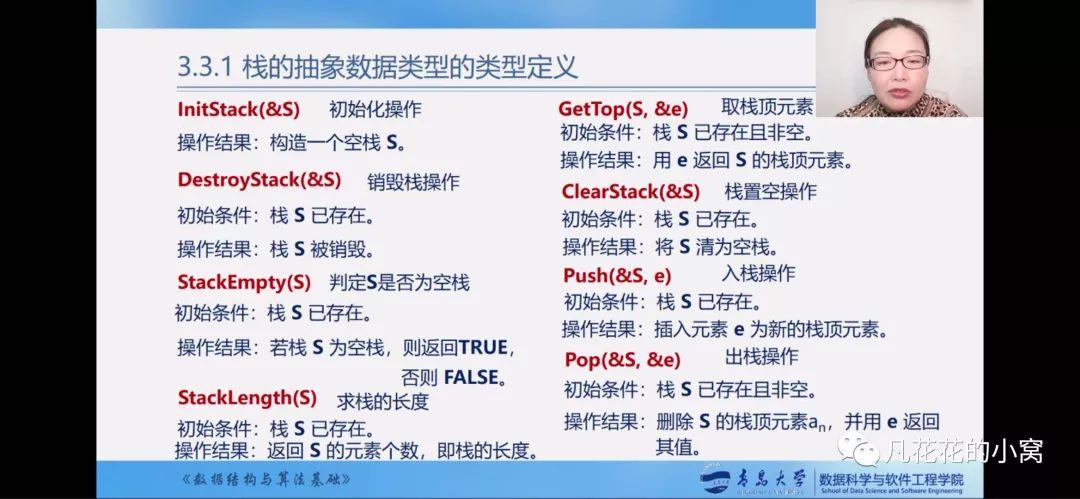 3.3.1 栈的抽象数据类型的类型定义
InitStack(&S) 初始化操作
操作结果：构造一个空栈 S。
DestroyStack(&S) 销毁栈操作
初始条件：栈 S 已存在。
操作结果：栈 S 被销毁。
StackEmpty(S) 判定S是否为空栈
初始条件：栈 S 已存在。
操作结果：若栈 S 为空栈，则返回TRUE，
否则 FALSE。
StackLength(S) 求栈的长度
初始条件：栈 S 已存在。
操作结果：返回 S 的元素个数，即栈的长度。
GetTop(S, &e) 取栈顶元素
初始条件：栈 S 已存在且非空。
操作结果：用 e 返回 S 的栈顶元素。
ClearStack(&S) 栈置空操作
初始条件：栈 S 已存在。
操作结果：将 S 清为空栈。
Push(&S, e) 入栈操作
初始条件：栈 S 已存在。
操作结果：插入元素 e 为新的栈顶元素。
Pop(&S, &e) 出栈操作
初始条件：栈 S 已存在且非空。
操作结果：删除 S 的栈顶元素an，并用 e 返回
其值。
凡花花的小窝
《数据结构与算法基础》
青岛大学 数据科学与软件工程学院
School of Data Science and Software Engineering